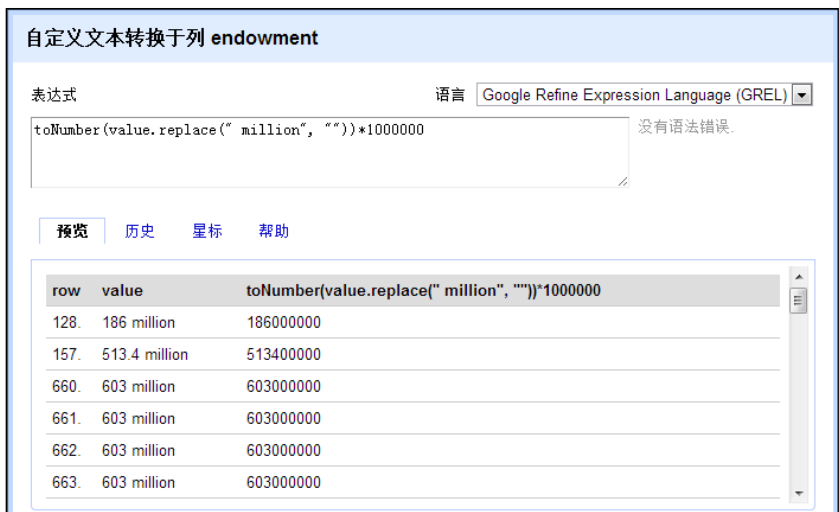 自定义文本转换于列 endowment
表达式 语言 Google Refine Expression Language (GREL)
toNumber(value.replace(" million", ""))*1000000 没有语法错误.
预览 历史 星标 帮助
row value toNumber(value.replace(" million", ""))*1000000
128. 186 million 186000000
157. 513.4 million 513400000
660. 603 million 603000000
661. 603 million 603000000
662. 603 million 603000000
663. 603 million 603000000